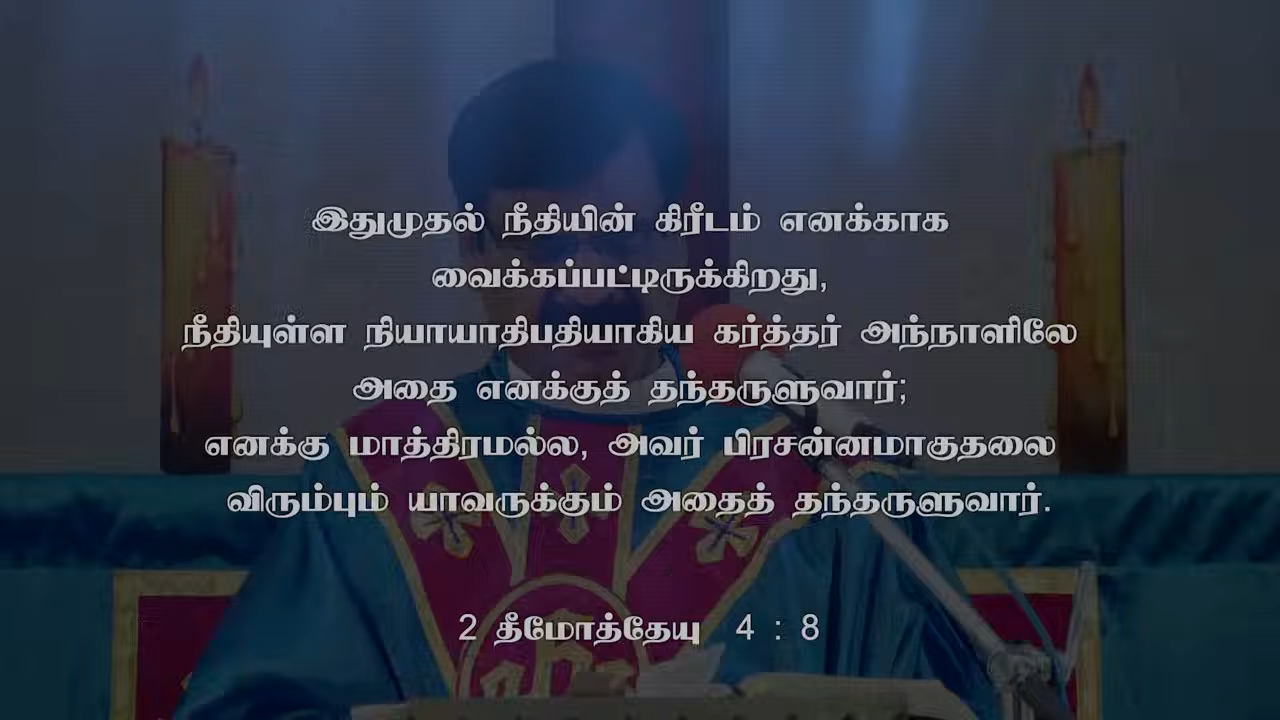 இதுமுதல் நீதியின் கிரீடம் எனக்காக
வைக்கப்பட்டிருக்கிறது,
நீதியுள்ள நியாயாதிபதியாகிய கர்த்தர் அந்நாளிலே
அதை எனக்குத் தந்தருளுவார்;
எனக்கு மாத்திரமல்ல, அவர் பிரசன்னமாகுதலை
விரும்பும் யாவருக்கும் அதைத் தந்தருளுவார்.
2 தீமோத்தேயு 4 : 8